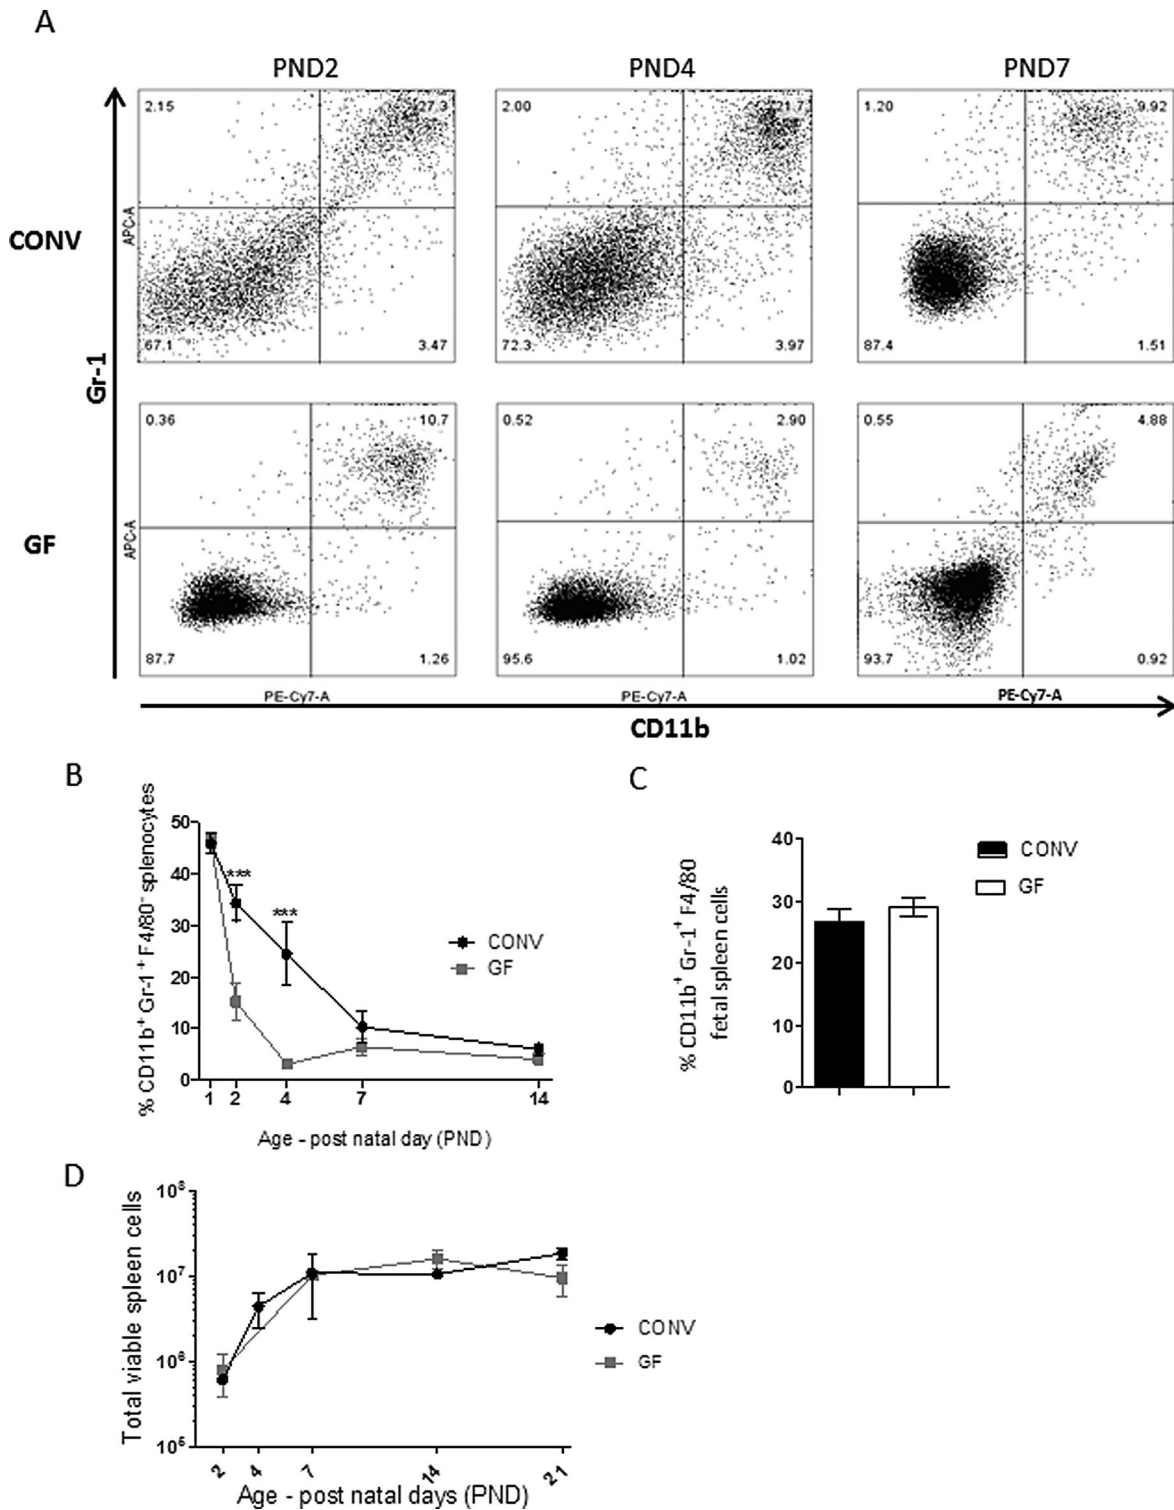 A
PND2
PND4
PND7
2.15
27.3
2.00
21.7
1.20
9.92
CONV
APC-A
67.1
3.47
72.3
3.97
87.4
1.51
Gr-1
0.36
10.7
0.52
2.90
0.55
4.88
GF
APC-A
87.7
1.26
95.6
1.02
93.7
0.92
PE-Cy7-A
PE-Cy7-A
PE-Cy7-A
CD11b
B
% CD11b⁺ Gr-1⁺ F4/80⁻ splenocytes
50
40
30
20
10
0
***
***
CONV
GF
1
2
4
7
14
Age - post natal day (PND)
C
% CD11b⁺ Gr-1⁺ F4/80
fetal spleen cells
40
30
20
10
0
CONV
GF
D
Total viable spleen cells
10⁸
10⁷
10⁶
10⁵
CONV
GF
2
4
7
14
21
Age - post natal days (PND)